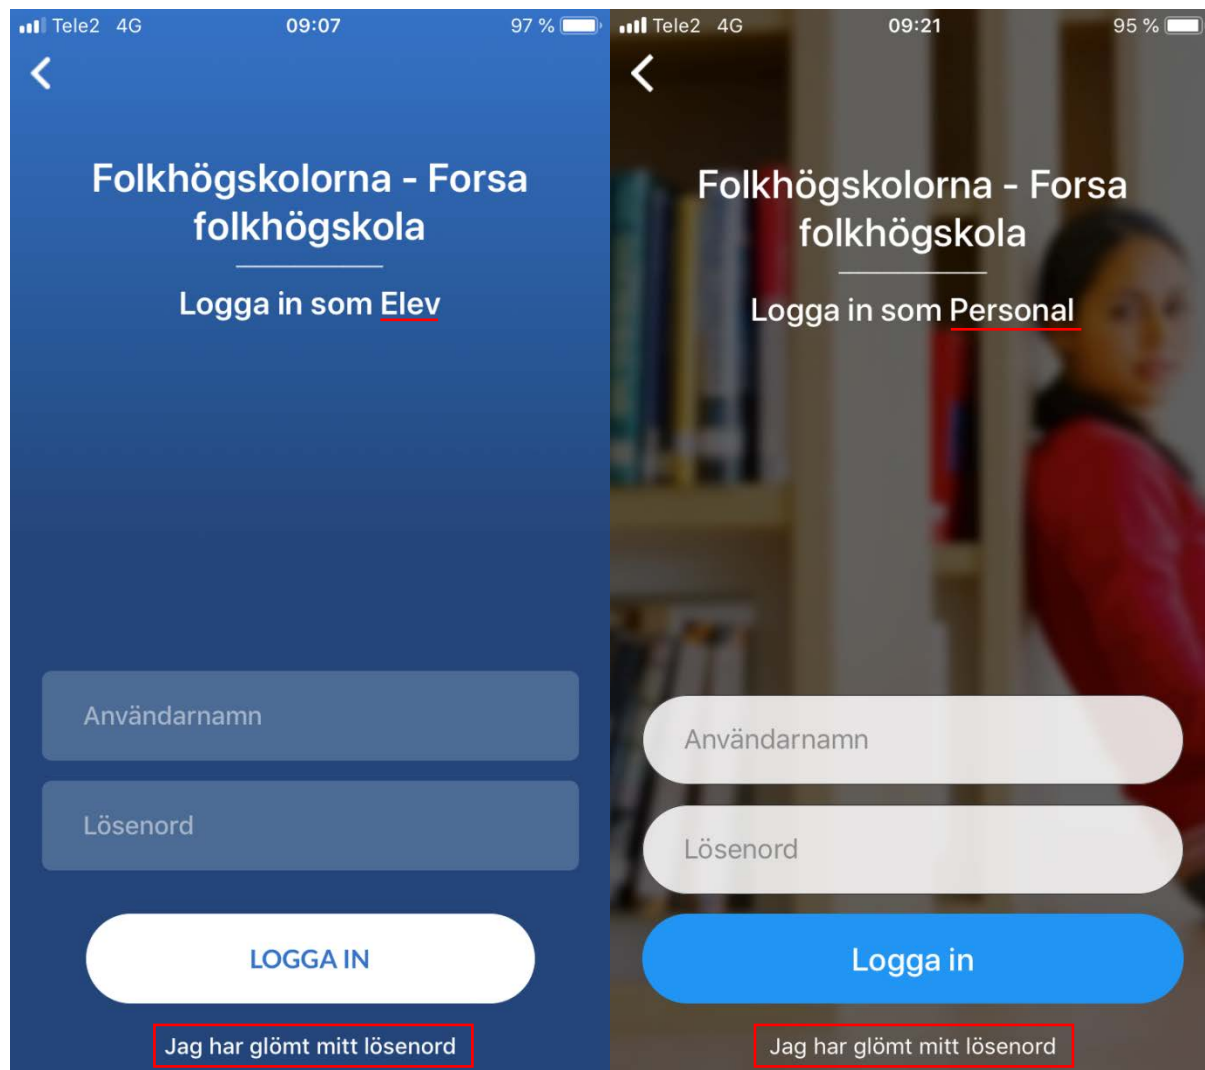 Tele2 4G 09:07 97 %
Folkhögskolorna - Forsa
folkhögskola
Logga in som Elev
Användarnamn
Lösenord
LOGGA IN
Jag har glömt mitt lösenord
Tele2 4G 09:21 95 %
Folkhögskolorna - Forsa
folkhögskola
Logga in som Personal
Användarnamn
Lösenord
Logga in
Jag har glömt mitt lösenord